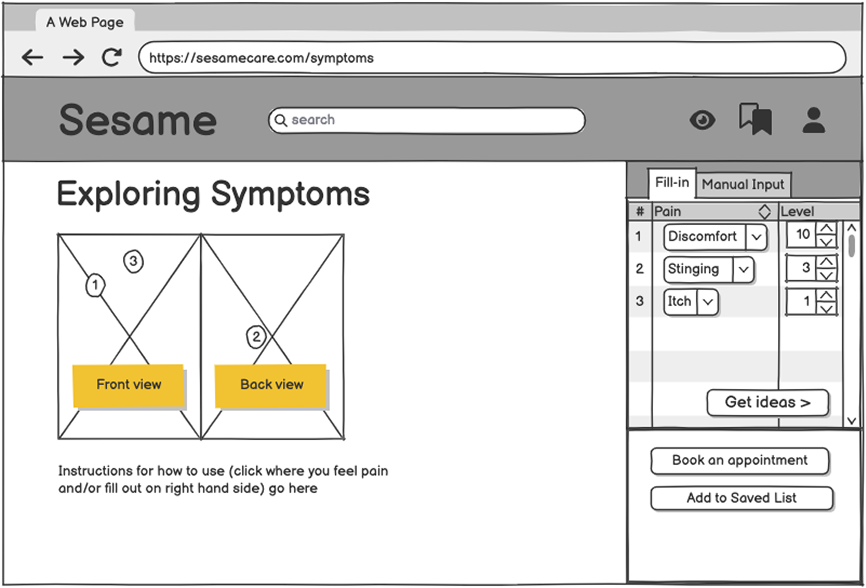 A Web Page
https://sesamecare.com/symptoms
Sesame
search
Exploring Symptoms
1
3
2
Front view
Back view
Instructions for how to use (click where you feel pain
and/or fill out on right hand side) go here
Fill-in
Manual Input
# Pain Level
1 Discomfort 10
2 Stinging 3
3 Itch 1
Get ideas >
Book an appointment
Add to Saved List